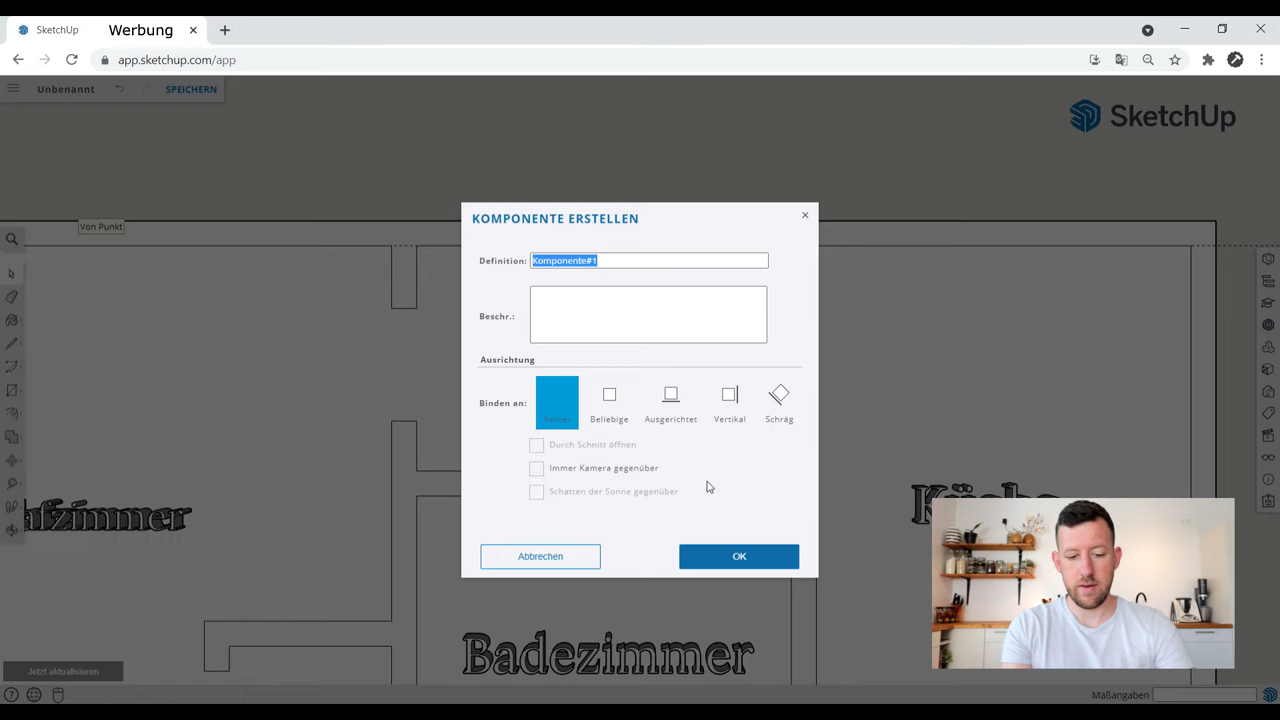 SketchUp
Werbung
app.sketchup.com/app
Unbenannt
SPEICHERN
SketchUp
Von Punkt
KOMPONENTE ERSTELLEN
Definition: Komponente#1
Beschr.:
Ausrichtung
Binden an:
Keiner Beliebige Ausgerichtet Vertikal Schräg
Durch Schnitt öffnen
Immer Kamera gegenüber
Schatten der Sonne gegenüber
Abbrechen OK
Badezimmer
Jetzt aktualisieren
Maßangaben